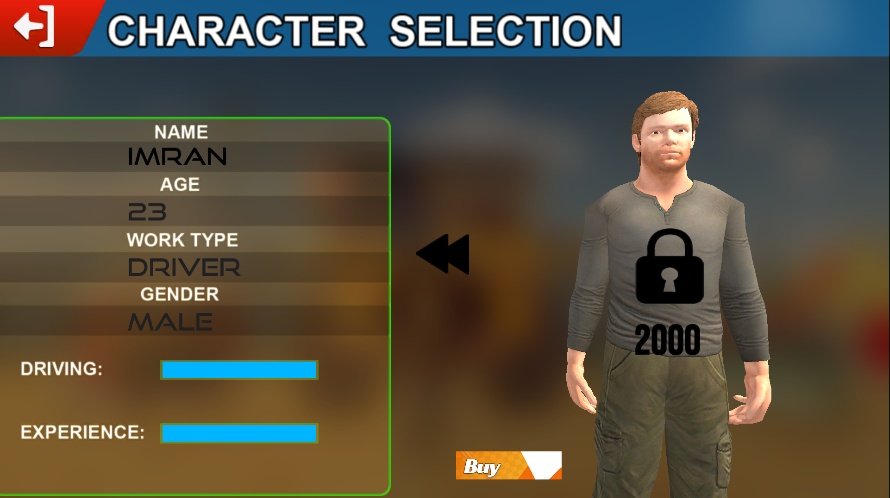 CHARACTER SELECTION
NAME
IMRAN
AGE
23
WORK TYPE
DRIVER
GENDER
MALE
DRIVING:
EXPERIENCE:
2000
Buy